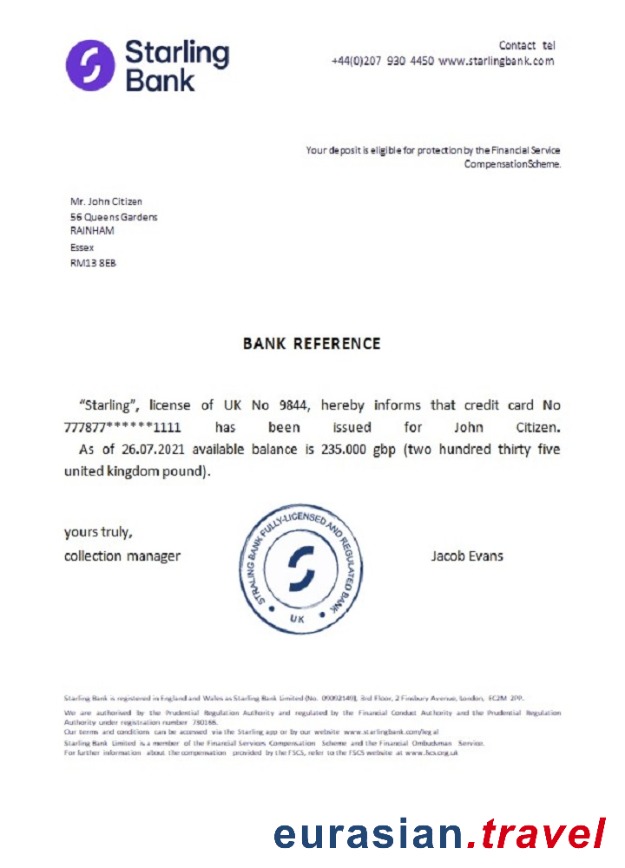 Starling
Bank
Contact tel
+44(0)207 930 4450 www.starlingbank.com
Your deposit is eligible for protection by the Financial Service
CompensationScheme.
Mr. John Citizen
56 Queens Gardens
RAINHAM
Essex
RM13 8EB
BANK REFERENCE
“Starling”, license of UK No 9844, hereby informs that credit card No
777877******1111 has been issued for John Citizen.
As of 26.07.2021 available balance is 235.000 gbp (two hundred thirty five
united kingdom pound).
yours truly,
collection manager
STRALING BANK FULLY-LICENSED AND REGULATED BANK
UK
Jacob Evans
Starling Bank is registered in England and Wales as Starling Bank Limited (No. 09092149), 3rd Floor, 2 Finsbury Avenue, London, EC2M 2PP.
We are authorised by the Prudential Regulation Authority and regulated by the Financial Conduct Authority and the Prudential Regulation
Authority under registration number 730166.
Our terms and conditions can be accessed via the Starling app or by our website www.starlingbank.com/legal
Starling Bank Limited is a member of the Financial Services Compensation Scheme and the Financial Ombudsman Service.
For further information about the compensation provided by the FSCS, refer to the FSCS website at www.fscs.org.uk
eurasian.travel